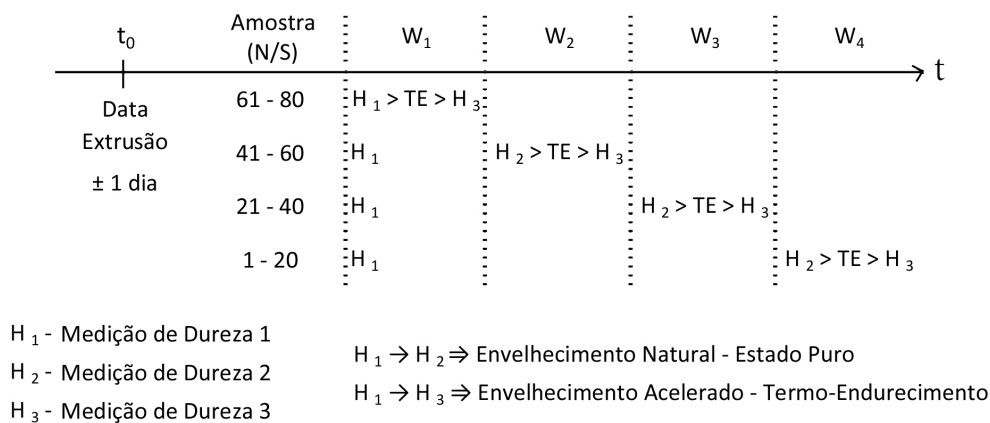 t0 Amostra (N/S) W1 W2 W3 W4
t
Data Extrusão ± 1 dia
61 - 80 H 1 > TE > H 3
41 - 60 H 1 H 2 > TE > H 3
21 - 40 H 1 H 2 > TE > H 3
1 - 20 H 1 H 2 > TE > H 3
H 1 - Medição de Dureza 1
H 2 - Medição de Dureza 2
H 3 - Medição de Dureza 3
H 1 → H 2 ⇒ Envelhecimento Natural - Estado Puro
H 1 → H 3 ⇒ Envelhecimento Acelerado - Termo-Endurecimento